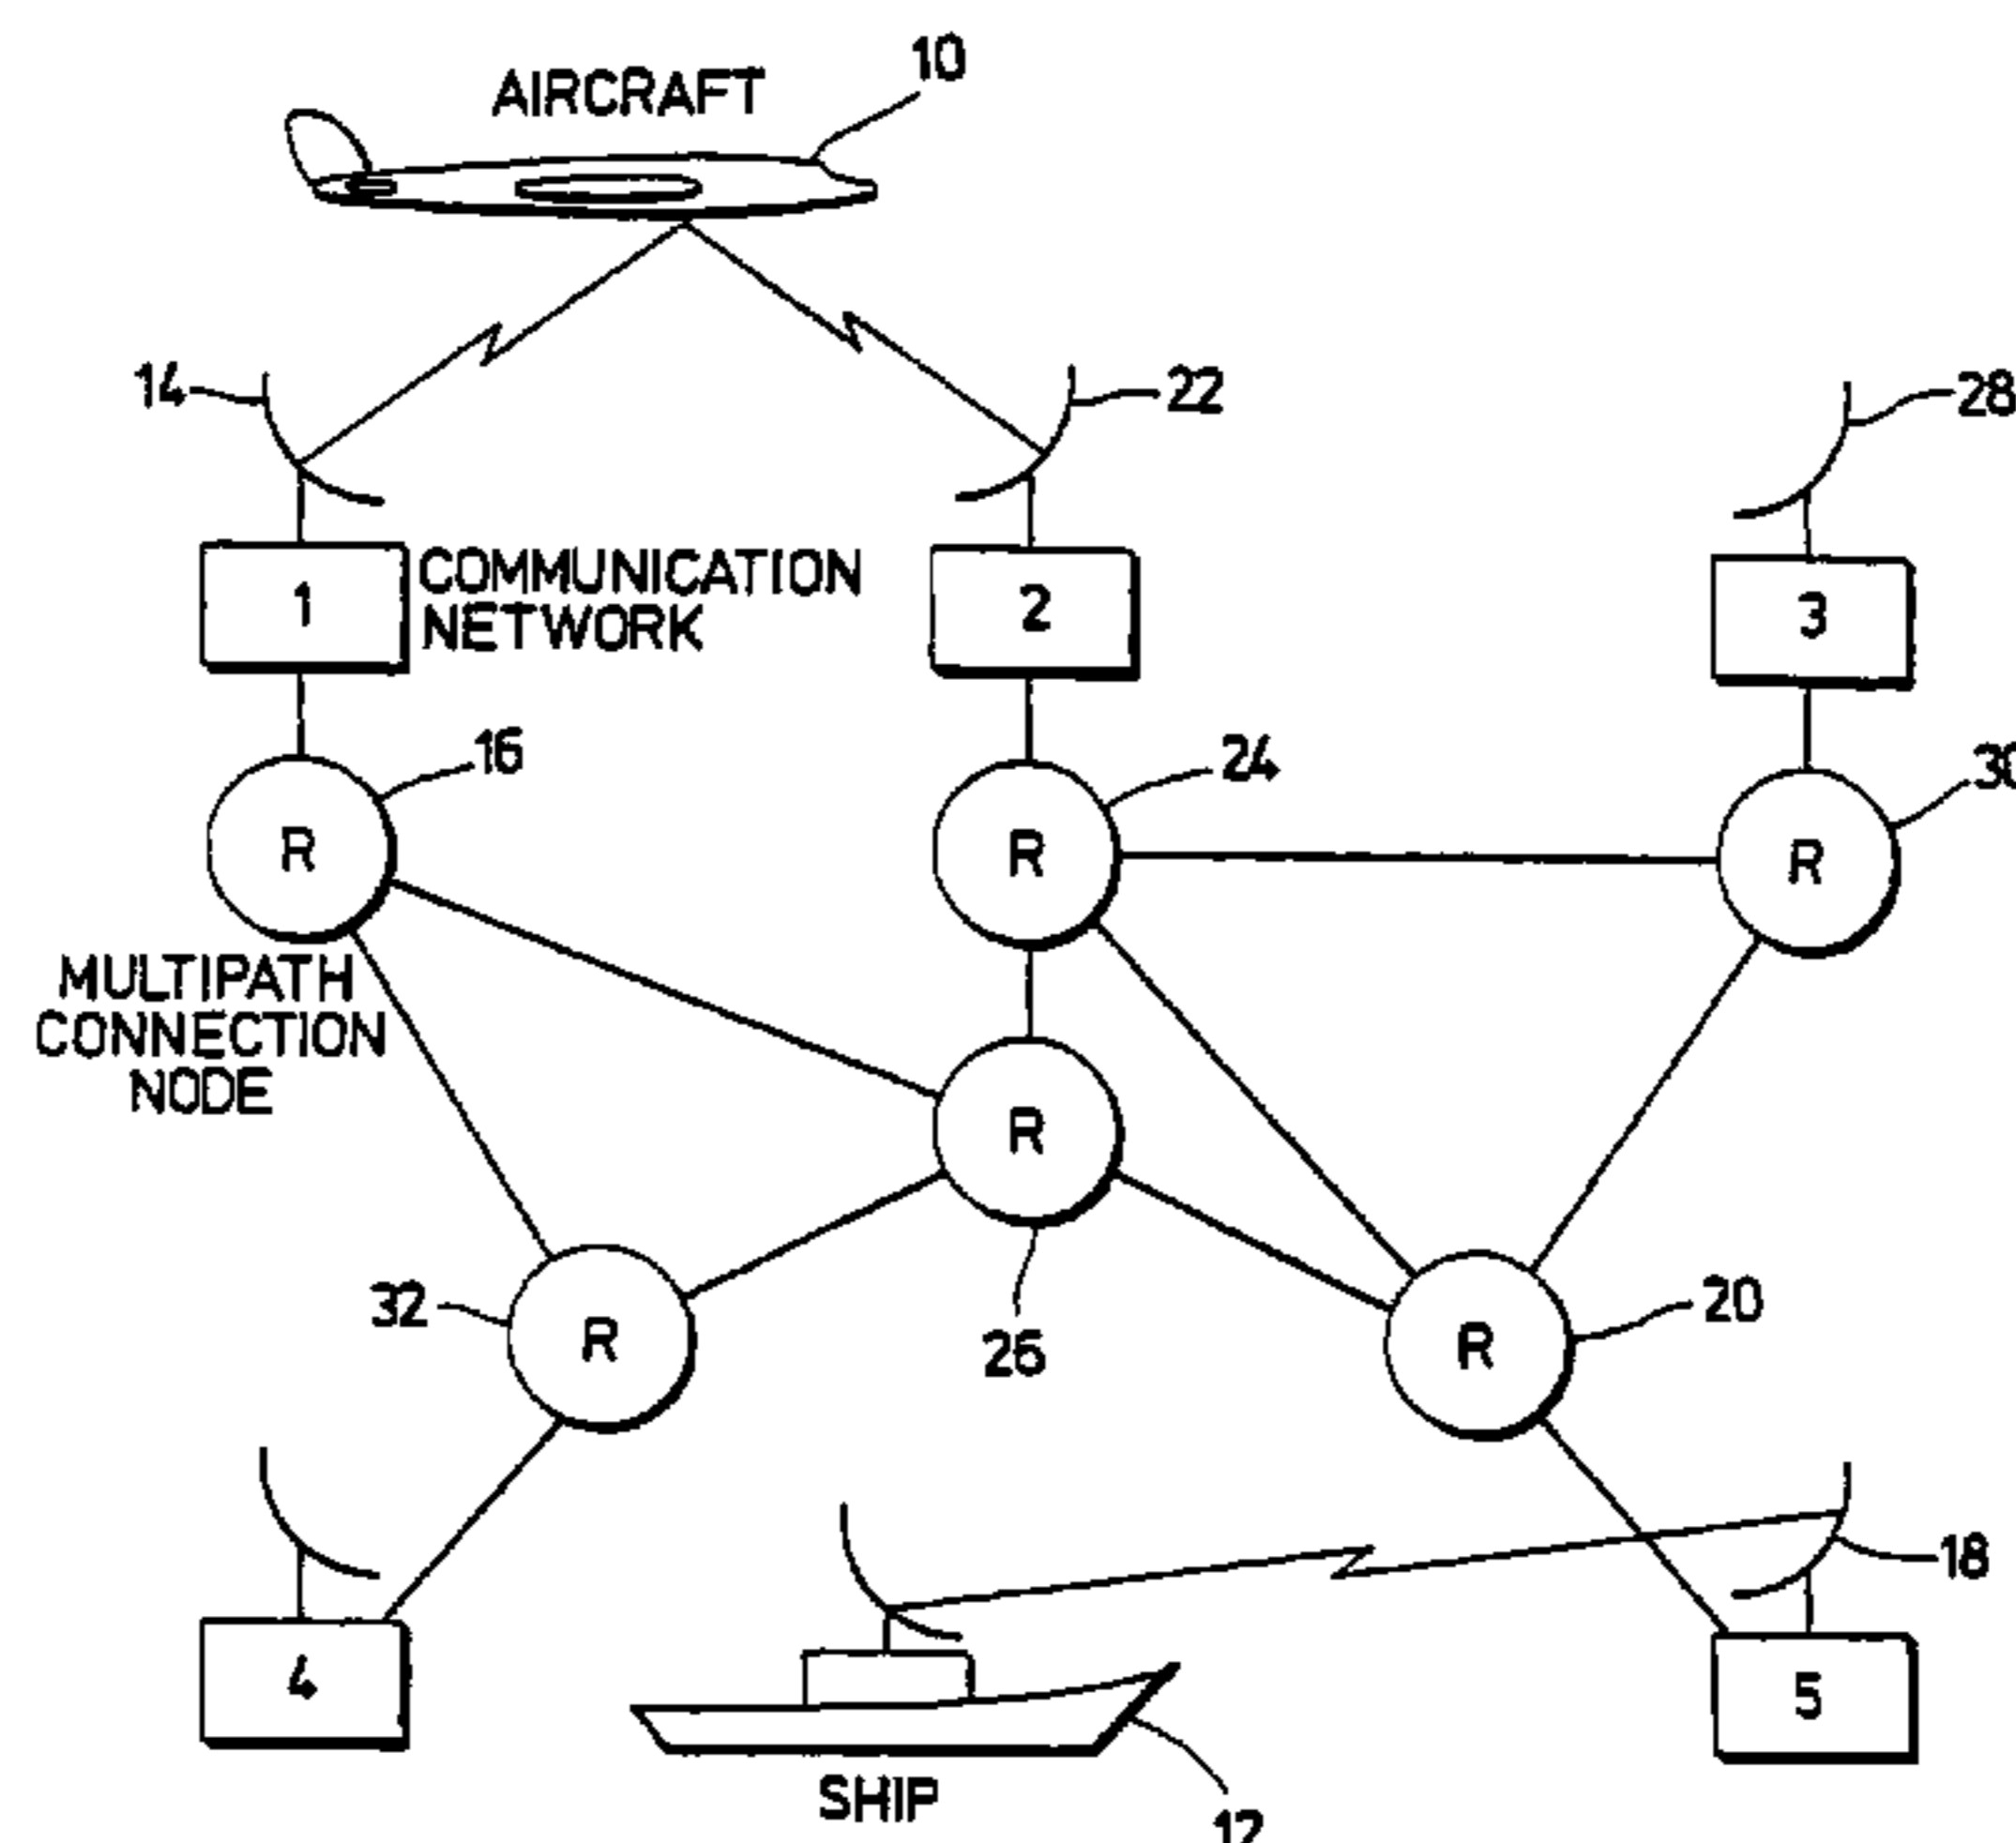 AIRCRAFT
10
14
22
28
1
COMMUNICATION
NETWORK
2
3
16
24
30
R
R
R
MULTIPATH
CONNECTION
NODE
R
32
26
20
R
R
18
4
5
SHIP
12